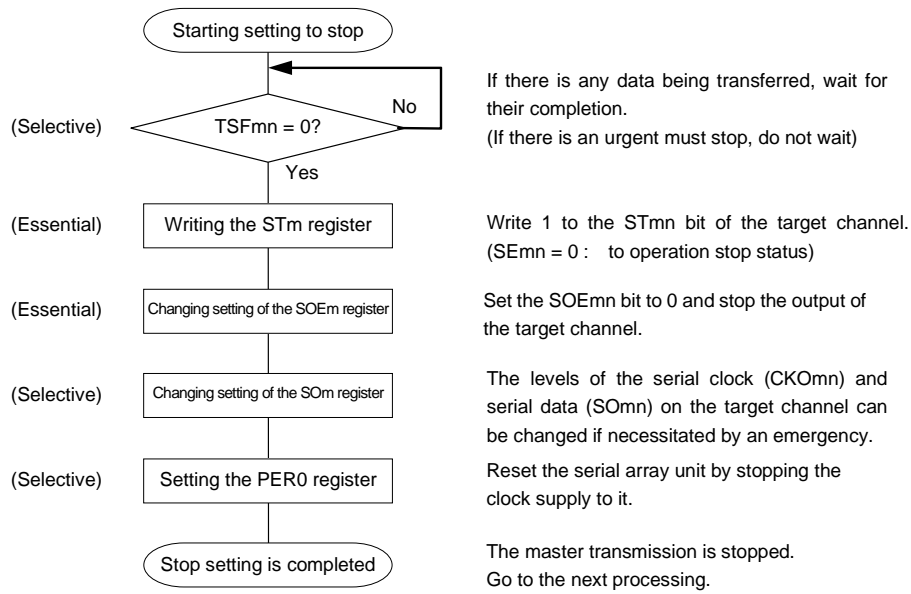 Starting setting to stop
(Selective)
TSFmn = 0?
No
If there is any data being transferred, wait for
their completion.
(If there is an urgent must stop, do not wait)
Yes
(Essential)
Writing the STm register
Write 1 to the STmn bit of the target channel.
(SEmn = 0 : to operation stop status)
(Essential)
Changing setting of the SOEm register
Set the SOEmn bit to 0 and stop the output of
the target channel.
(Selective)
Changing setting of the SOm register
The levels of the serial clock (CKOmn) and
serial data (SOmn) on the target channel can
be changed if necessitated by an emergency.
(Selective)
Setting the PER0 register
Reset the serial array unit by stopping the
clock supply to it.
Stop setting is completed
The master transmission is stopped.
Go to the next processing.